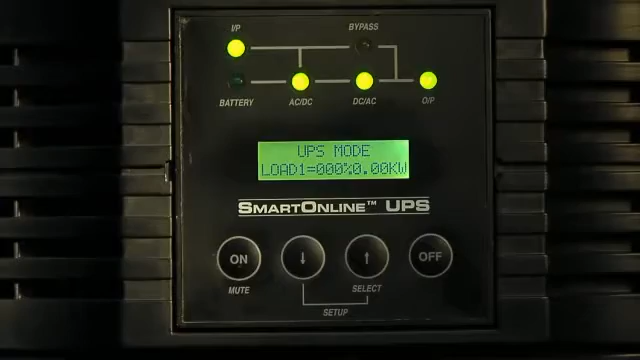 I/P
BYPASS
BATTERY
AC/DC
DC/AC
O/P
UPS MODE
LOAD1=000%0.00KW
SMARTONLINE™ UPS
ON
↓
↑
OFF
MUTE
SELECT
SETUP